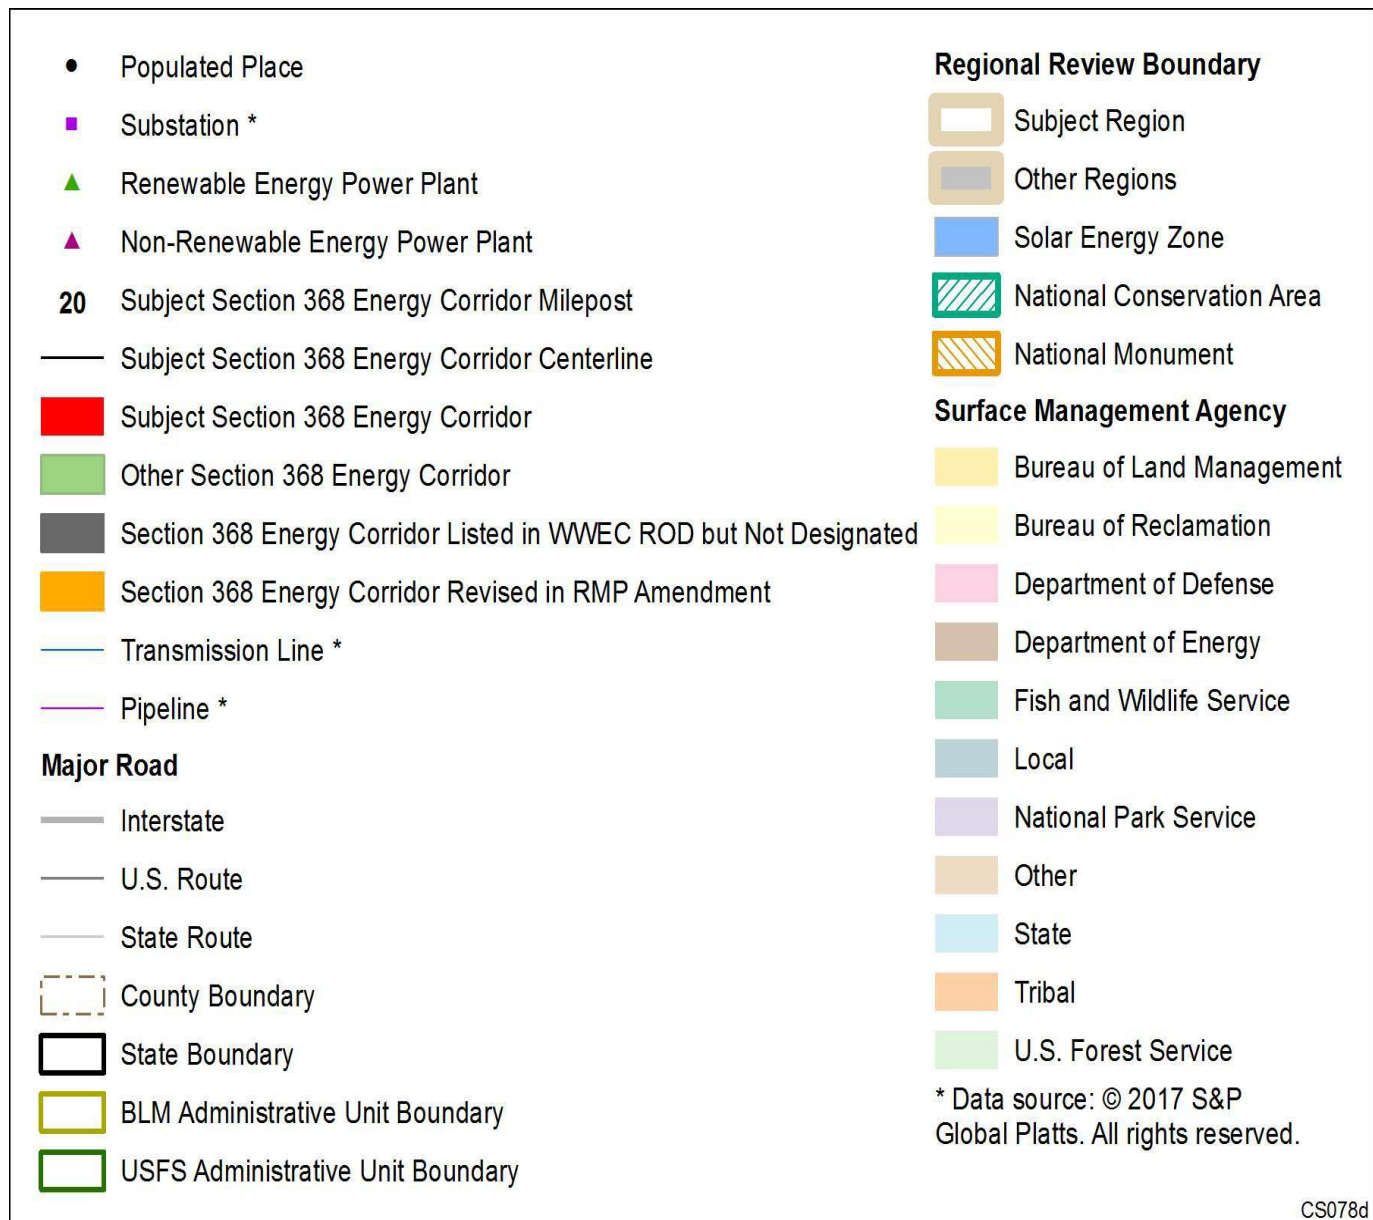 Populated Place
Substation *
Renewable Energy Power Plant
Non-Renewable Energy Power Plant
20 Subject Section 368 Energy Corridor Milepost
Subject Section 368 Energy Corridor Centerline
Subject Section 368 Energy Corridor
Other Section 368 Energy Corridor
Section 368 Energy Corridor Listed in WWEC ROD but Not Designated
Section 368 Energy Corridor Revised in RMP Amendment
Transmission Line *
Pipeline *
Major Road
Interstate
U.S. Route
State Route
County Boundary
State Boundary
BLM Administrative Unit Boundary
USFS Administrative Unit Boundary
Regional Review Boundary
Subject Region
Other Regions
Solar Energy Zone
National Conservation Area
National Monument
Surface Management Agency
Bureau of Land Management
Bureau of Reclamation
Department of Defense
Department of Energy
Fish and Wildlife Service
Local
National Park Service
Other
State
Tribal
U.S. Forest Service
* Data source: © 2017 S&P
Global Platts. All rights reserved.
CS078d